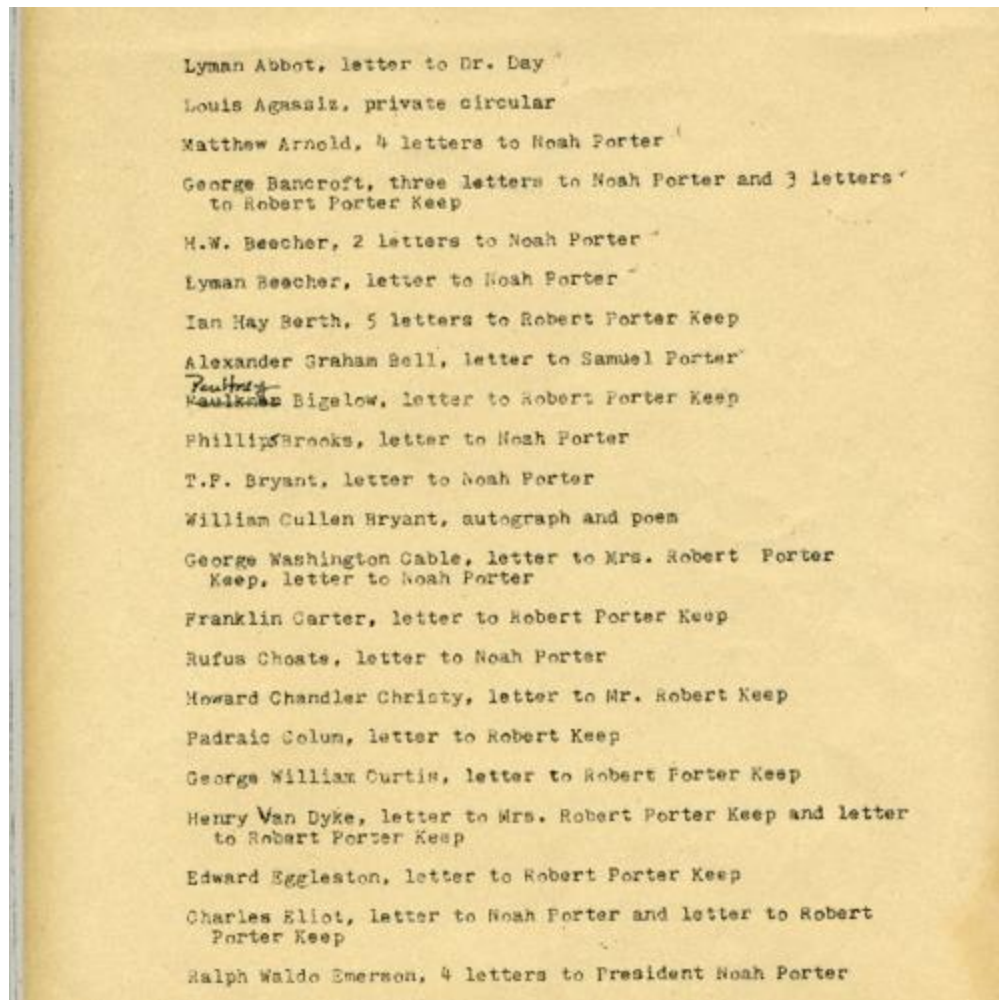 Lyman Abbot, letter to Dr. Day
Louis Agassiz, private circular
Matthew Arnold, 4 letters to Noah Porter
George Bancroft, three letters to Noah Porter and 3 letters
to Robert Porter Keep
H.W. Beecher, 2 letters to Noah Porter
Lyman Beecher, letter to Noah Porter
Ian Hay Berth, 5 letters to Robert Porter Keep
Alexander Graham Bell, letter to Samuel Porter
Bigelow, letter to Robert Porter Keep
Phillips Brooks, letter to Noah Porter
T.P. Bryant, letter to Noah Porter
William Cullen Bryant, autograph and poem
George Washington Cable, letter to Mrs. Robert Porter
Keep, letter to Noah Porter
Franklin Carter, letter to Robert Porter Keep
Rufus Choate, letter to Noah Porter
Howard Chandler Christy, letter to Mr. Robert Keep
Padraic Colum, letter to Robert Keep
George William Curtis, letter to Robert Porter Keep
Henry Van Dyke, letter to Mrs. Robert Porter Keep and letter
to Robert Porter Keep
Edward Eggleston, letter to Robert Porter Keep
Charles Eliot, letter to Noah Porter and letter to Robert
Porter Keep
Ralph Waldo Emerson, 4 letters to President Noah Porter